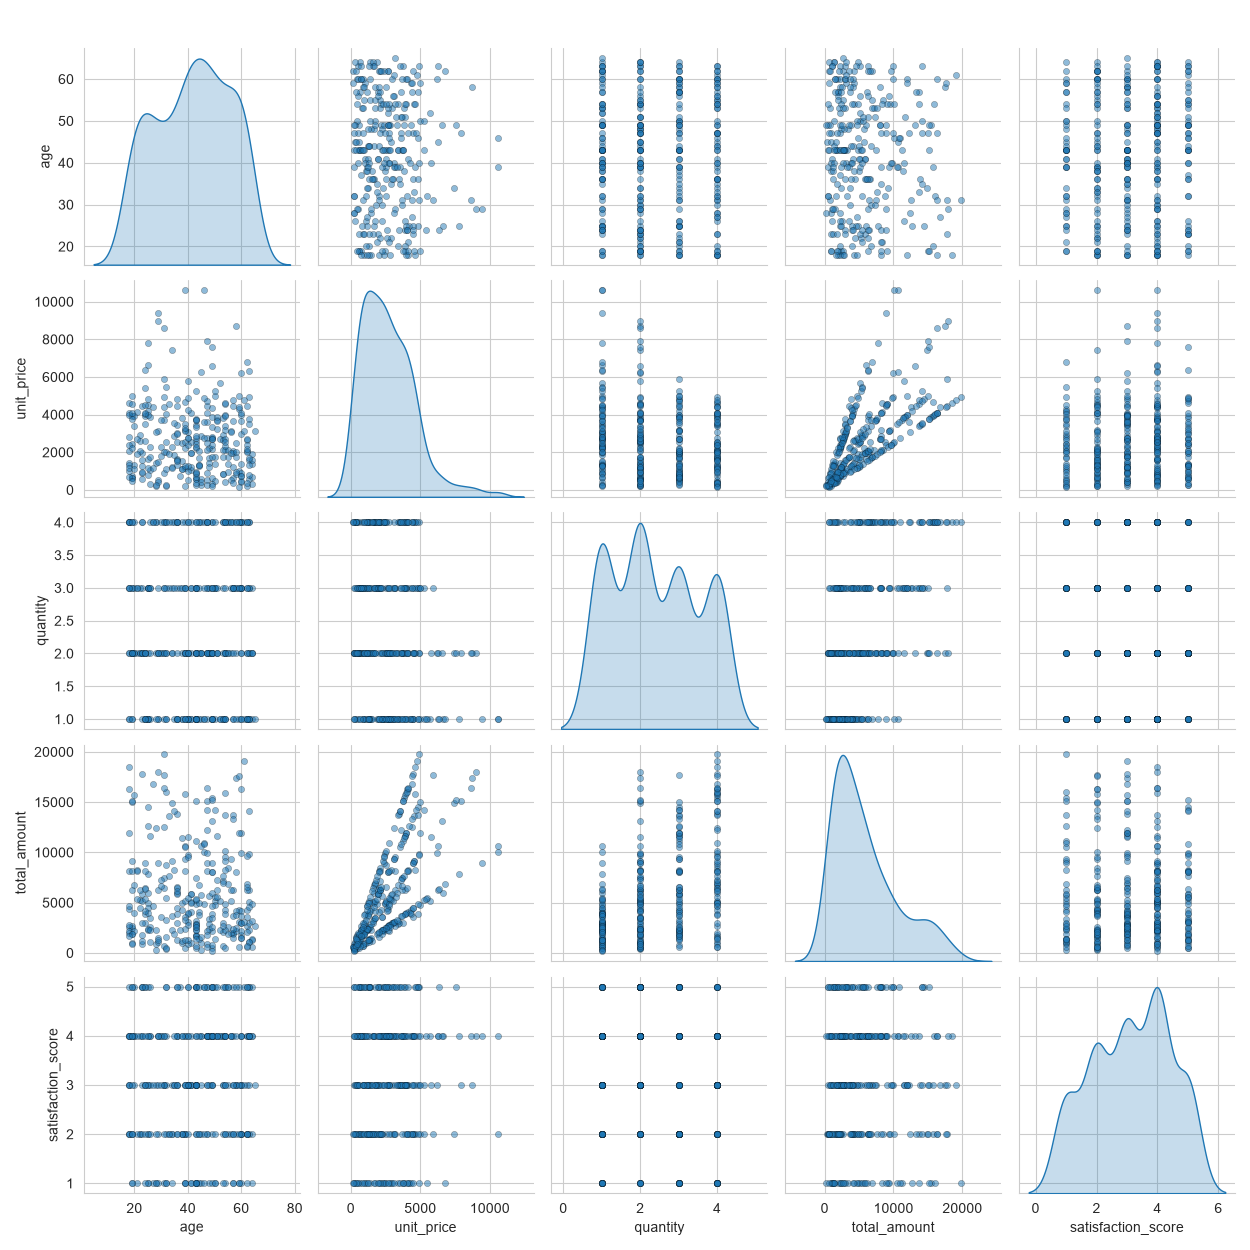 60
50
40
30
20
age
10000
8000
6000
4000
2000
0
unit_price
4.0
3.5
3.0
2.5
2.0
1.5
1.0
quantity
20000
15000
10000
5000
0
total_amount
5
4
3
2
1
satisfaction_score
20 40 60 80
0 5000 10000
0 2 4
0 10000 20000
0 2 4 6
age
unit_price
quantity
total_amount
satisfaction_score